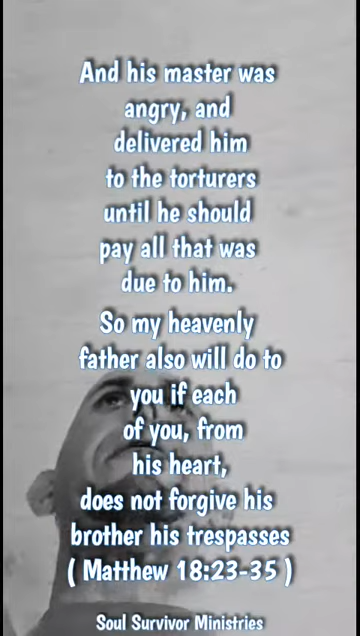 And his master was
angry, and
delivered him
to the torturers
until he should
pay all that was
due to him.
So my heavenly
father also will do to
you if each
of you, from
his heart,
does not forgive his
brother his trespasses
( Matthew 18:23-35 )
Soul Survivor Ministries